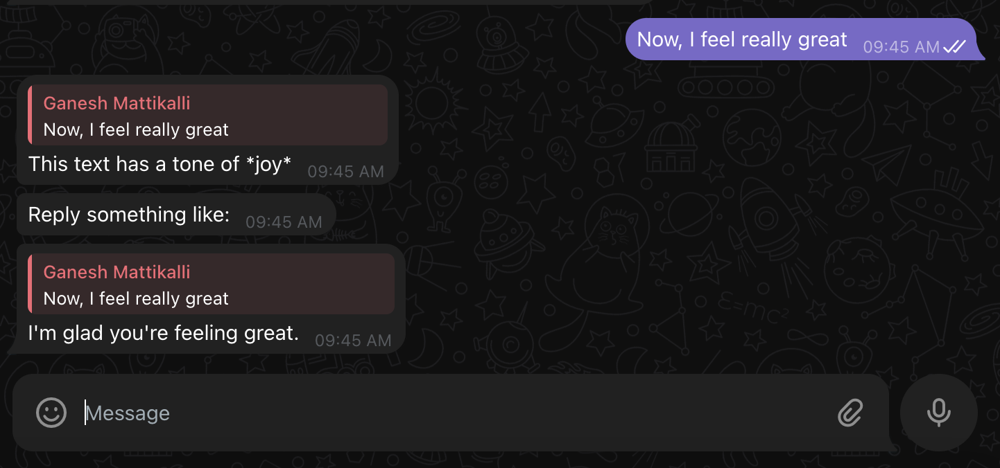 Now, I feel really great 09:45 AM
Ganesh Mattikalli
Now, I feel really great
This text has a tone of *joy* 09:45 AM
Reply something like: 09:45 AM
Ganesh Mattikalli
Now, I feel really great
I'm glad you're feeling great. 09:45 AM
ε=mc²
Message